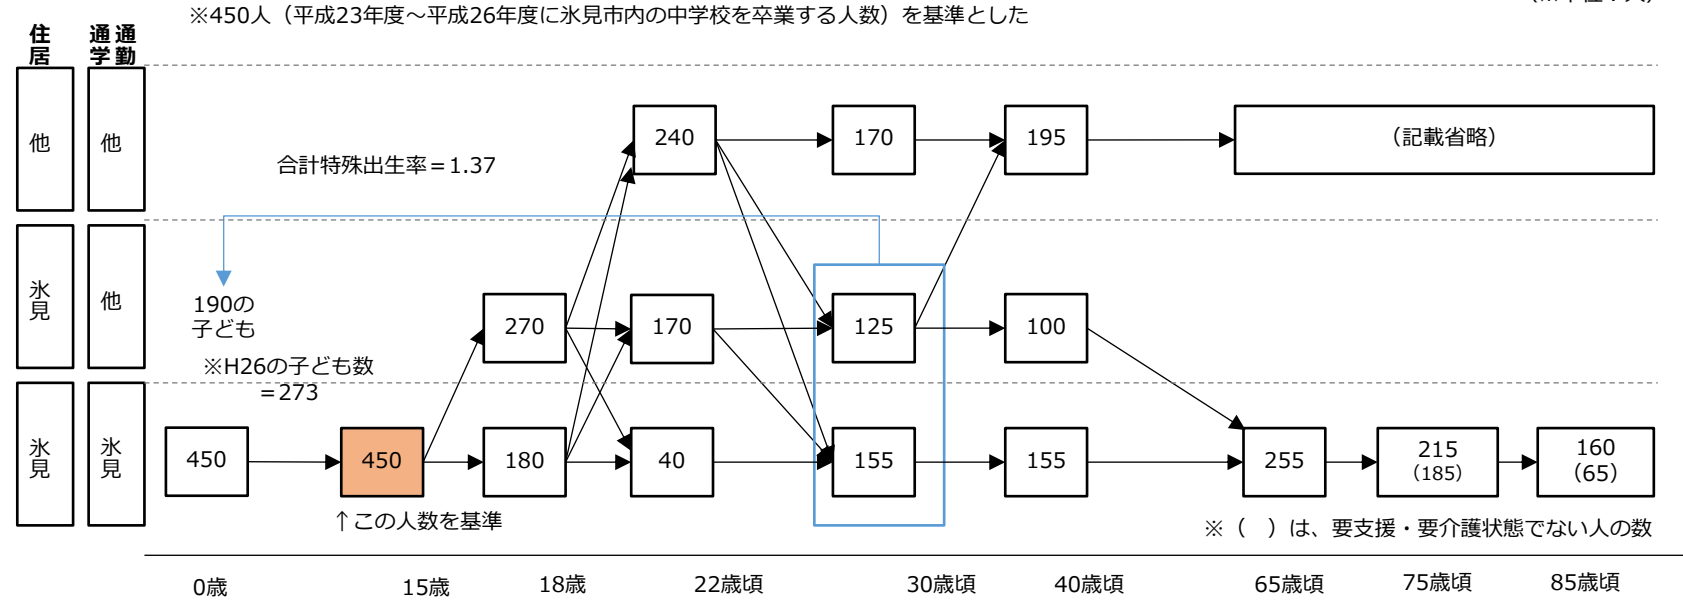 ※450人（平成23年度～平成26年度に氷見市内の中学校を卒業する人数）を基準とした
住居
通学
通勤
他
他
240
170
195
（記載省略）
合計特殊出生率＝1.37
氷見
他
190の
子ども
270
170
125
100
※H26の子ども数
＝273
氷見
氷見
450
450
180
40
155
155
255
215
（185）
160
（65）
↑この人数を基準
※（　）は、要支援・要介護状態でない人の数
0歳
15歳
18歳
22歳頃
30歳頃
40歳頃
65歳頃
75歳頃
85歳頃